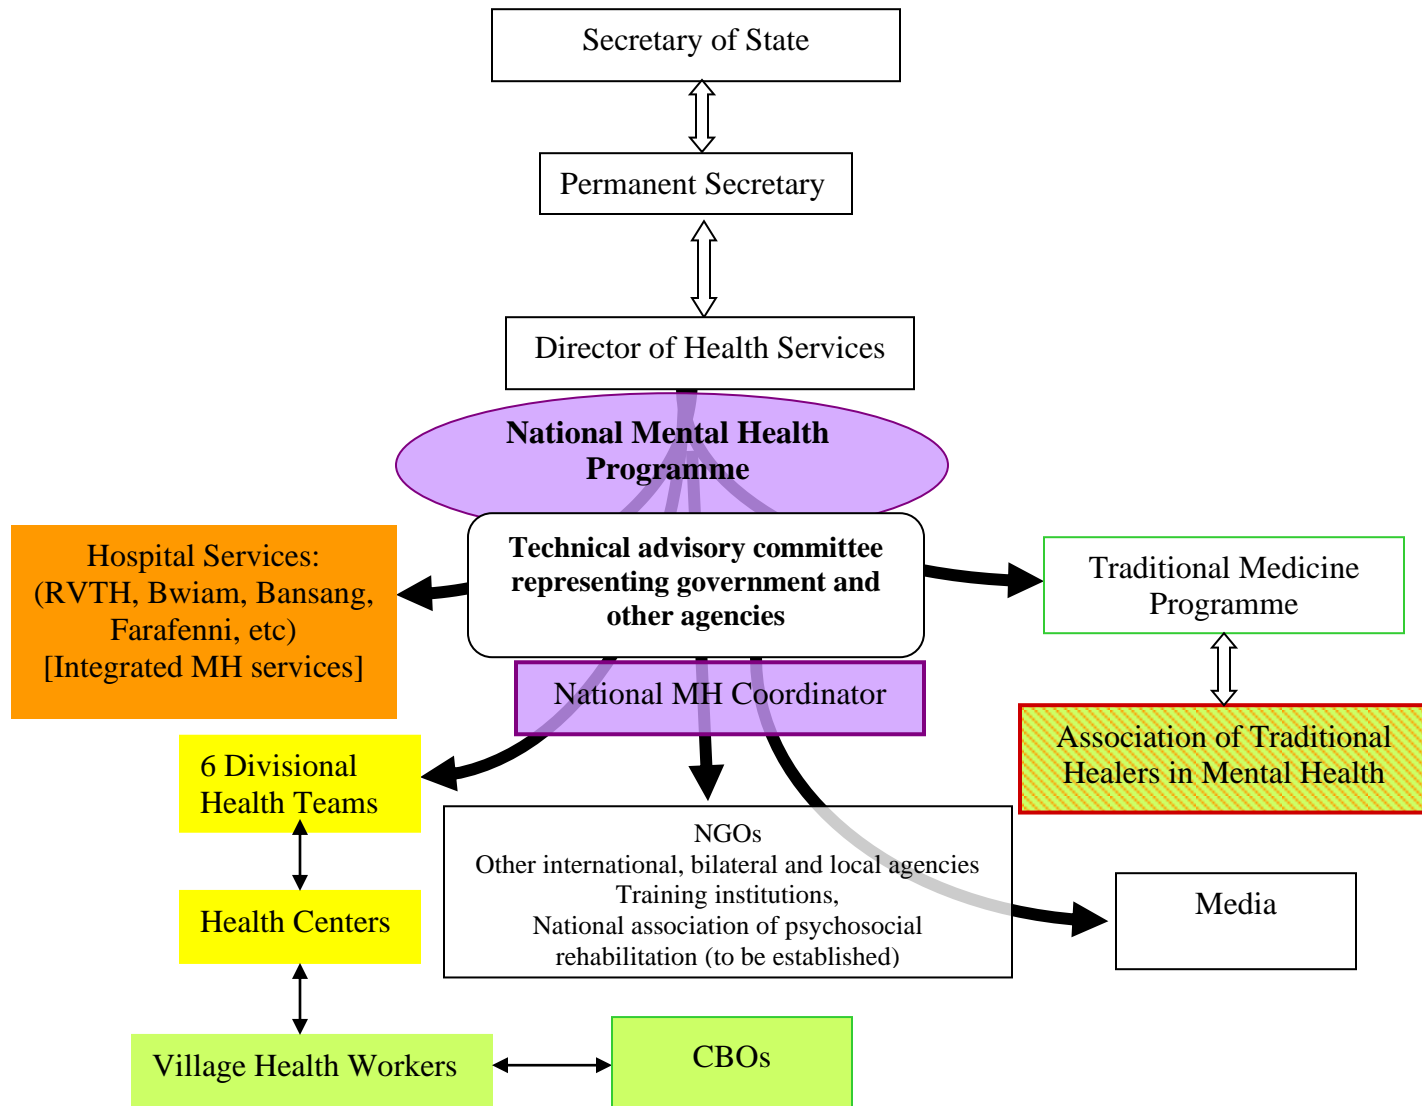 Secretary of State
Permanent Secretary
Director of Health Services
National Mental Health
Programme
Technical advisory committee
representing government and
other agencies
Hospital Services:
(RVTH, Bwiam, Bansang,
Farafenni, etc)
[Integrated MH services]
Traditional Medicine
Programme
National MH Coordinator
Association of Traditional
Healers in Mental Health
6 Divisional
Health Teams
NGOs
Other international, bilateral and local agencies
Training institutions,
National association of psychosocial
rehabilitation (to be established)
Health Centers
Media
Village Health Workers
CBOs